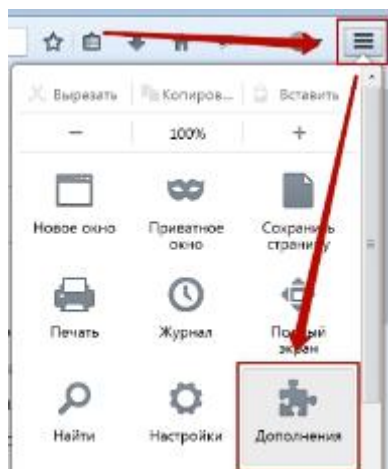 Вырезать Копиров... Вставить
− 100% +
Новое окно Приватное окно Сохранить страницу
Печать Журнал Полный экран
Найти Настройки Дополнения